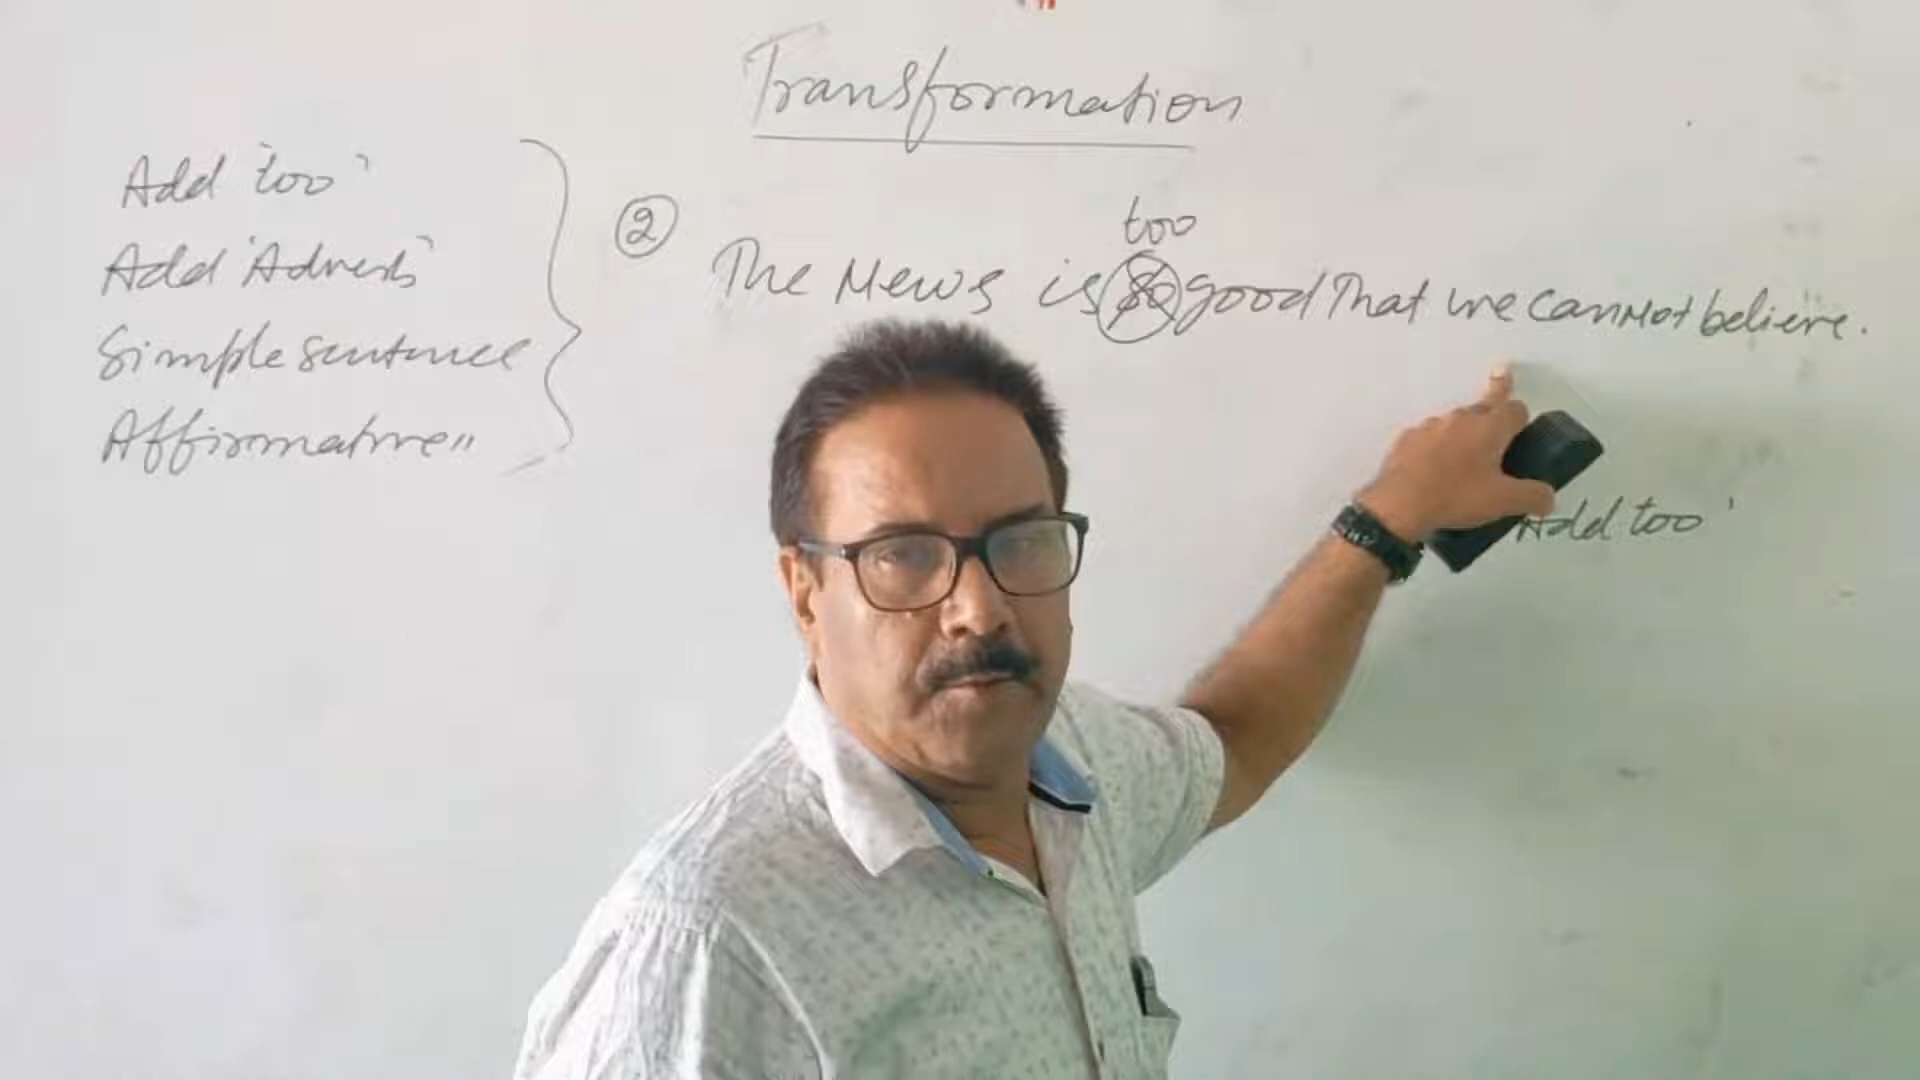 Transformation
Add 'too'
Add 'Adverb'
Simple sentence
Affirmative "
②
too
The News is so good that we cannot believe.
Add too'